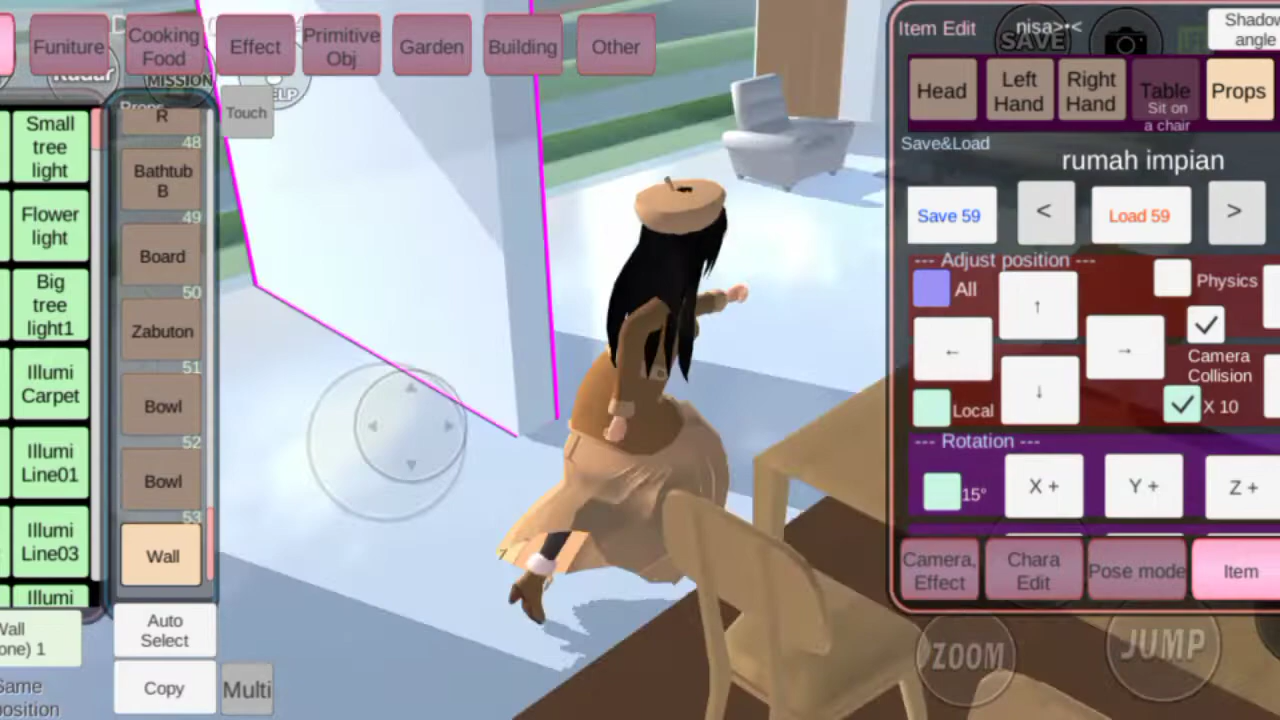 Funiture
Cooking
Food
Effect
Primitive
Obj
Garden
Building
Other
Radar
MISSION
Touch
Props
Small
tree
light
Flower
light
Big
tree
light1
Illumi
Carpet
Illumi
Line01
Illumi
Line03
Illumi
R
48
Bathtub
B
49
Board
50
Zabuton
51
Bowl
52
Bowl
53
Wall
Auto
Select
Copy
Multi
Item Edit
nisa>•<
SAVE
Shadow
angle
Head
Left
Hand
Right
Hand
Table
Sit on
a chair
Props
Save&Load
rumah impian
Save 59
<
Load 59
>
--- Adjust position ---
All
↑
Physics
←
→
Camera
Collision
Local
↓
X 10
--- Rotation ---
15°
X +
Y +
Z +
Camera,
Effect
Chara
Edit
Pose mode
Item
ZOOM
JUMP